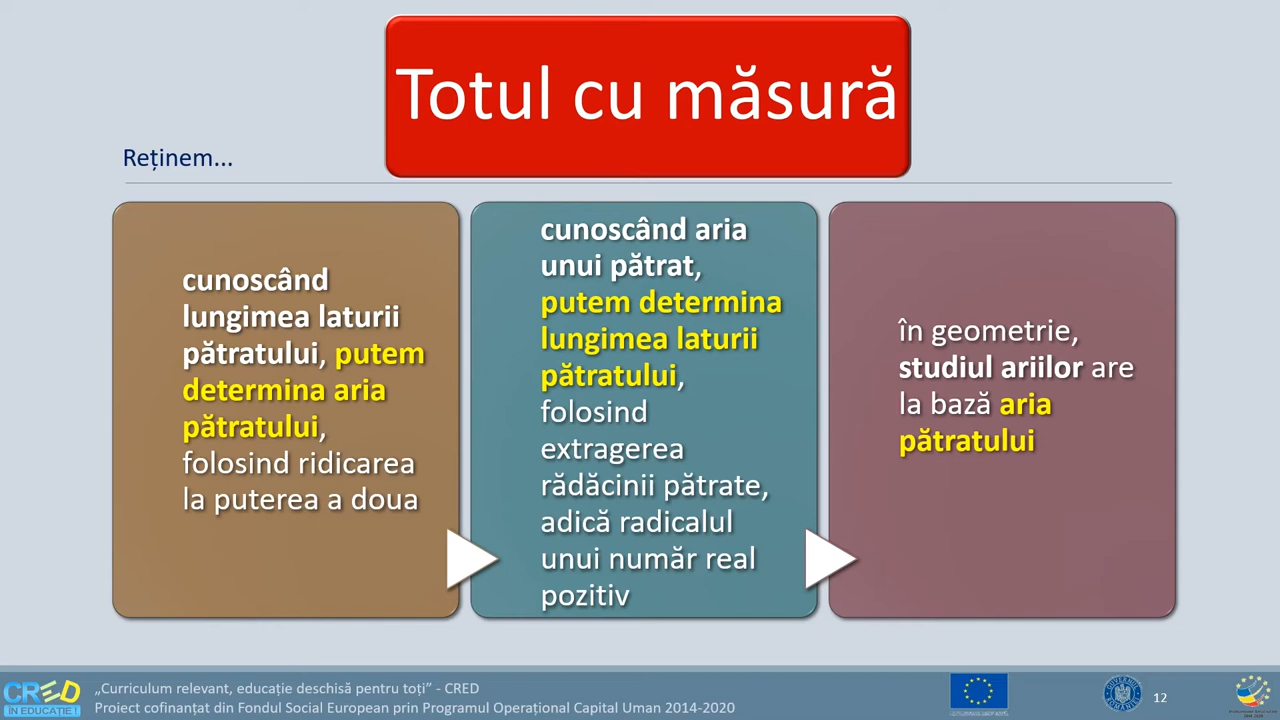 Totul cu măsură
Reținem...
cunoscând
lungimea laturii
pătratului, putem
determina aria
pătratului,
folosind ridicarea
la puterea a doua
cunoscând aria
unui pătrat,
putem determina
lungimea laturii
pătratului,
folosind
extragerea
rădăcinii pătrate,
adică radicalul
unui număr real
pozitiv
în geometrie,
studiul ariilor are
la bază aria
pătratului
CRED
ÎN EDUCAȚIE !
„Curriculum relevant, educație deschisă pentru toți” - CRED
Proiect cofinanțat din Fondul Social European prin Programul Operațional Capital Uman 2014-2020
12